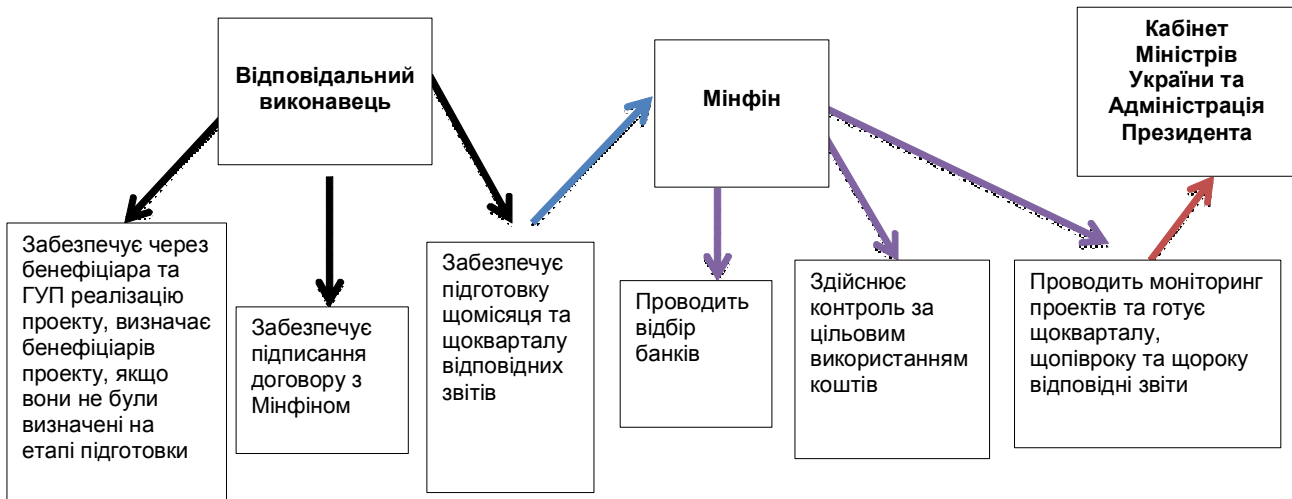 Відповідальний
виконавець
Мінфін
Кабінет
Міністрів
України та
Адміністрація
Президента
Забезпечує через
бенефіціара та
ГУП реалізацію
проекту, визначає
бенефіціарів
проекту, якщо
вони не були
визначені на
етапі підготовки
Забезпечує
підписання
договору з
Мінфіном
Забезпечує
підготовку
щомісяця та
щокварталу
відповідних
звітів
Проводить
відбір
банків
Здійснює
контроль за
цільовим
використанням
коштів
Проводить моніторинг
проектів та готує
щокварталу,
щопівроку та щороку
відповідні звіти